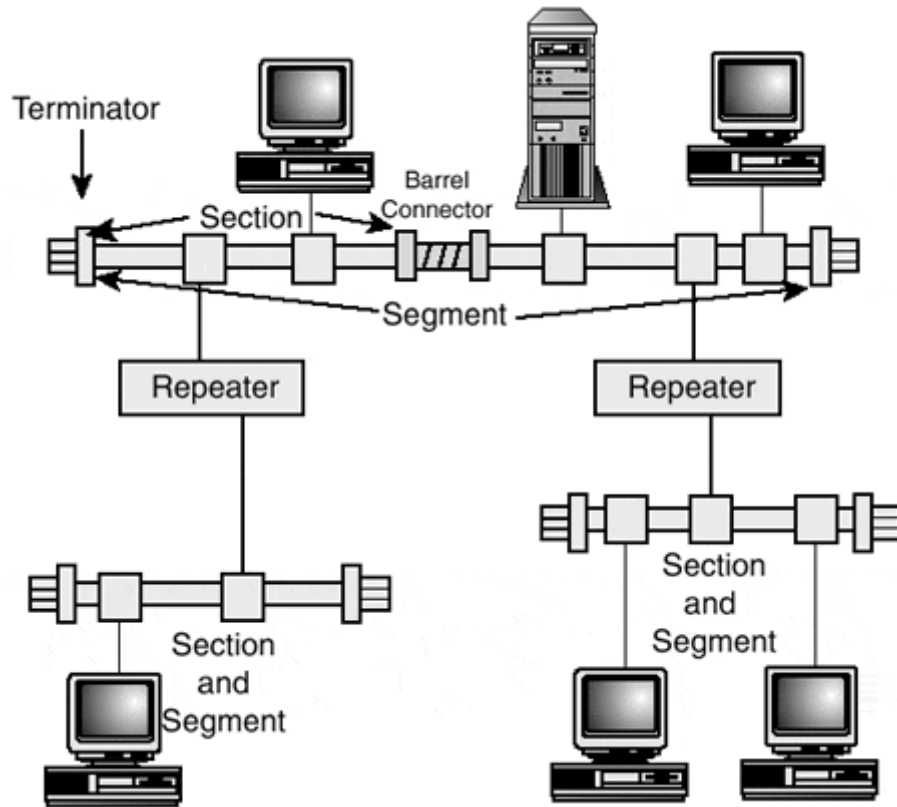 Terminator
Barrel
Connector
Section
Segment
Repeater
Repeater
Section
and
Segment
Section
and
Segment